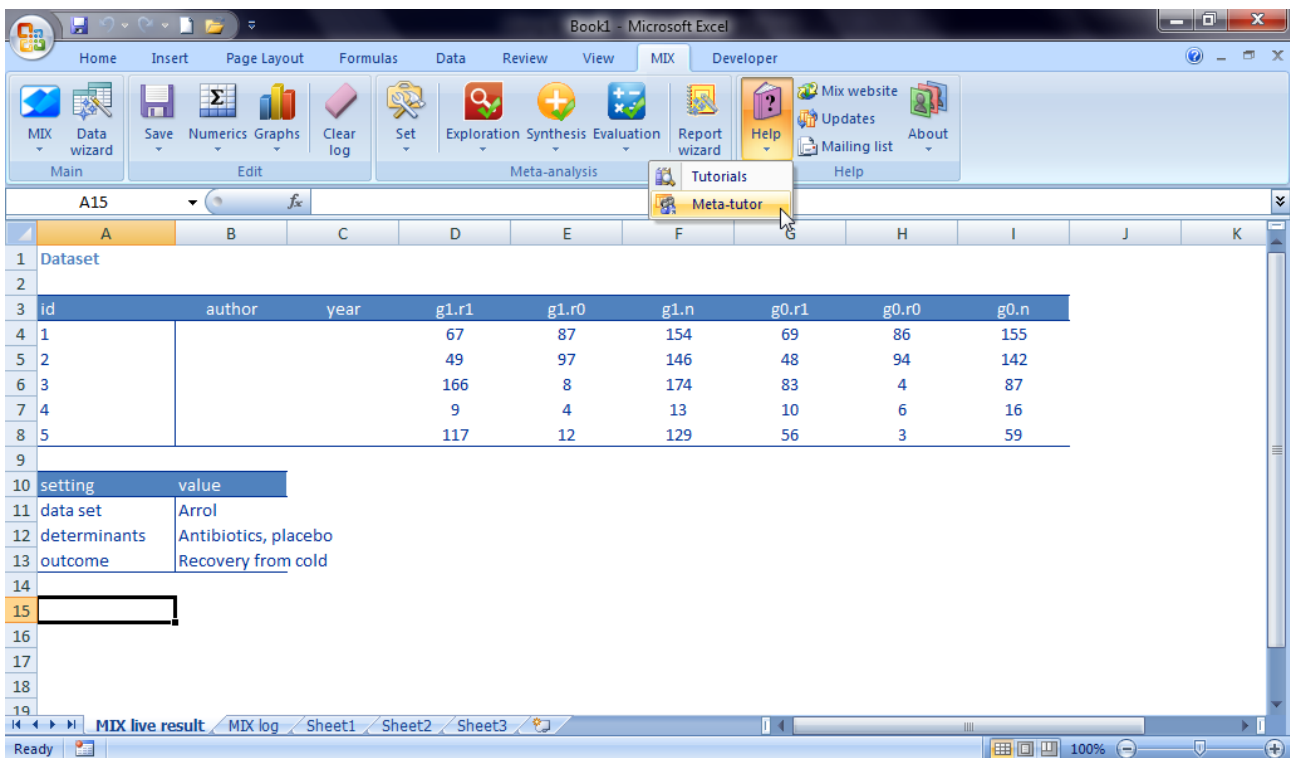 Book1 - Microsoft Excel
Home Insert Page Layout Formulas Data Review View MIX Developer
MIX Data wizard Save Numerics Graphs Clear log Set Exploration Synthesis Evaluation Report wizard Help Mix website Updates Mailing list About
Main Edit Meta-analysis Help
Tutorials
Meta-tutor
A15 fx
A B C D E F G H I J K
1 Dataset
2
3 id author year g1.r1 g1.r0 g1.n g0.r1 g0.r0 g0.n
4 1 67 87 154 69 86 155
5 2 49 97 146 48 94 142
6 3 166 8 174 83 4 87
7 4 9 4 13 10 6 16
8 5 117 12 129 56 3 59
9
10 setting value
11 data set Arrol
12 determinants Antibiotics, placebo
13 outcome Recovery from cold
14
15
16
17
18
19
MIX live result MIX log Sheet1 Sheet2 Sheet3
Ready 100%